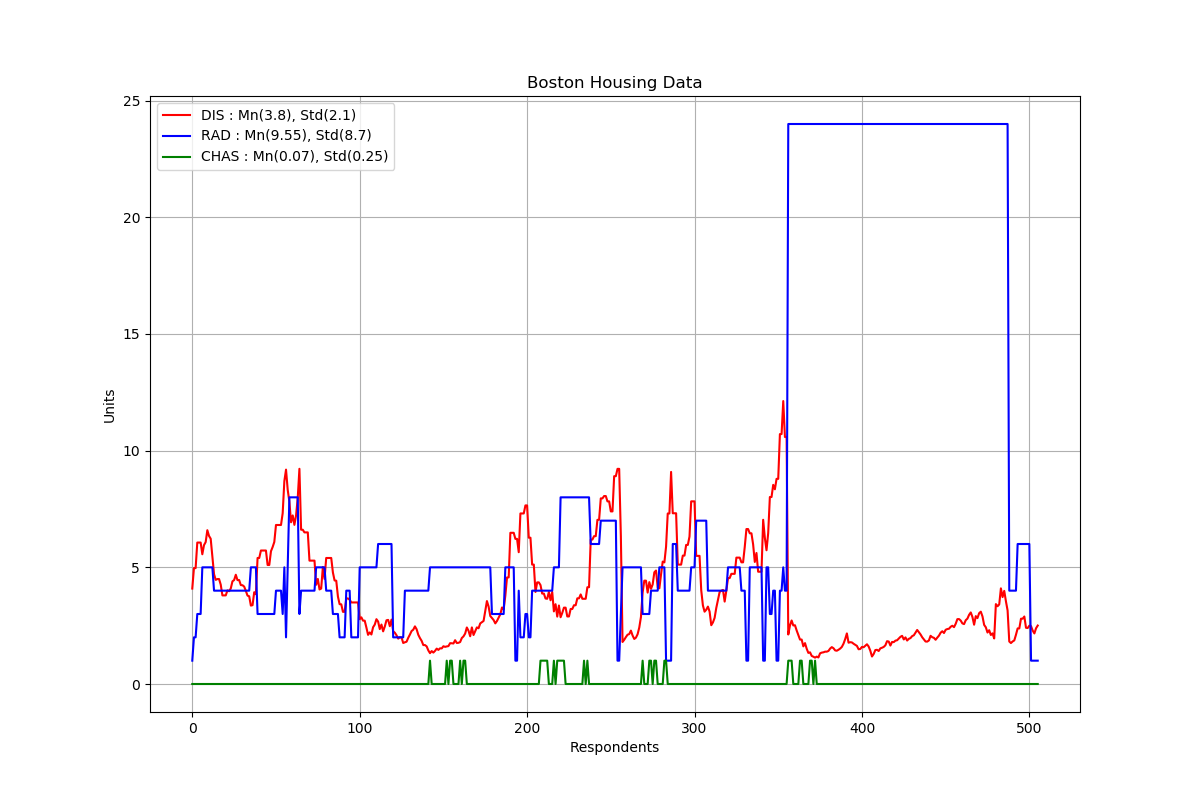 Boston Housing Data
DIS : Mn(3.8), Std(2.1)
RAD : Mn(9.55), Std(8.7)
CHAS : Mn(0.07), Std(0.25)
25
20
15
10
5
0
Units
0 100 200 300 400 500
Respondents